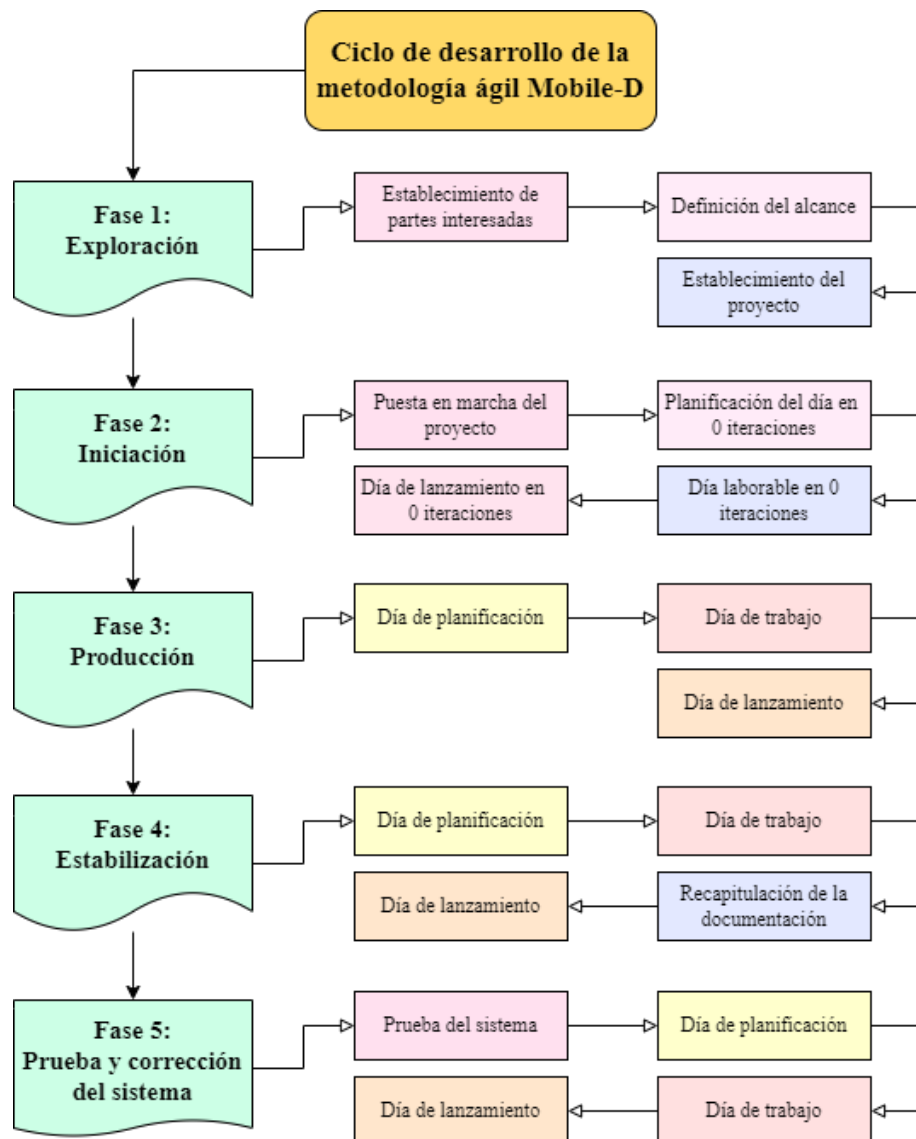 Ciclo de desarrollo de la
metodología ágil Mobile-D
Fase 1:
Exploración
Establecimiento de
partes interesadas
Definición del alcance
Establecimiento del
proyecto
Fase 2:
Iniciación
Puesta en marcha del
proyecto
Planificación del día en
0 iteraciones
Día laborable en 0
iteraciones
Día de lanzamiento en
0 iteraciones
Fase 3:
Producción
Día de planificación
Día de trabajo
Día de lanzamiento
Fase 4:
Estabilización
Día de planificación
Día de trabajo
Recapitulación de la
documentación
Día de lanzamiento
Fase 5:
Prueba y corrección
del sistema
Prueba del sistema
Día de planificación
Día de trabajo
Día de lanzamiento